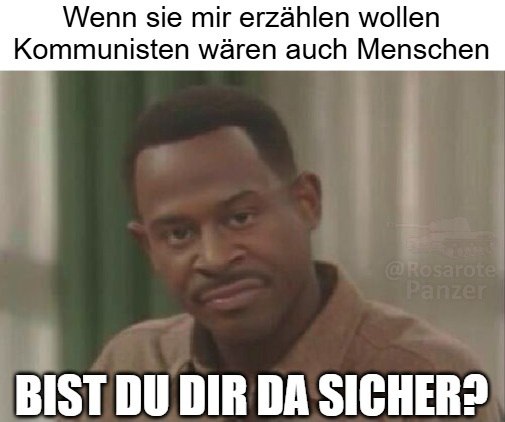 Wenn sie mir erzählen wollen
Kommunisten wären auch Menschen
@Rosarote
Panzer
BIST DU DIR DA SICHER?